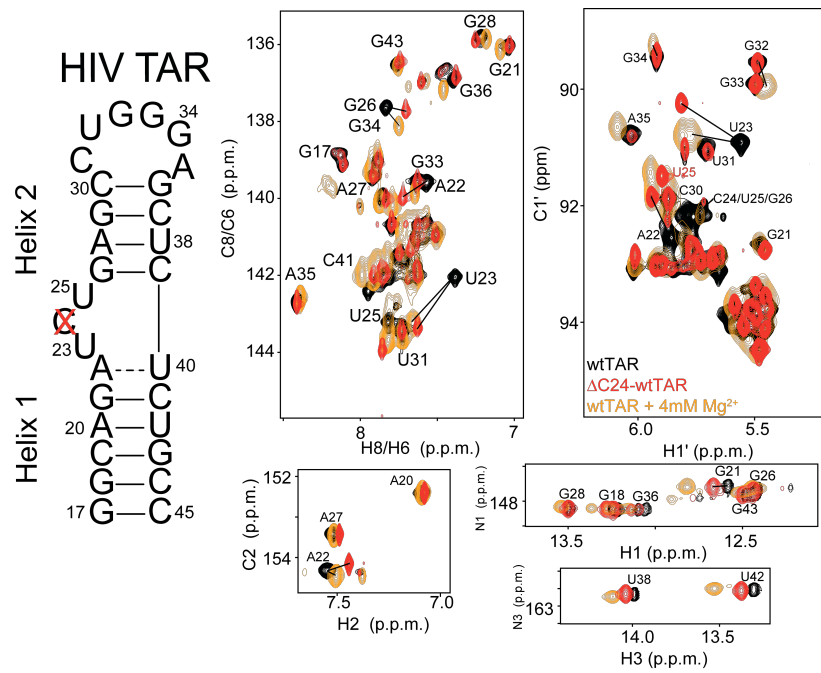 HIV TAR
Helix 2
Helix 1
G G G
U
34
G
C
A
C
30
C
G
G
C
A
U
38
G
C
25
U
C
X
23
U
A
U
40
G
C
20
A
U
C
G
G
C
17
G
C
45
136
138
140
142
144
C8/C6 (p.p.m.)
8
7
H8/H6 (p.p.m.)
G28
G43
G21
G36
G26
G34
G17
G33
A27
A22
C41
A35
U23
U25
U31
90
92
94
C1' (ppm)
6.0
5.5
H1' (p.p.m.)
G34
G32
G33
A35
U23
U31
U25
C30
C24/U25/G26
A22
G21
wtTAR
ΔC24-wtTAR
wtTAR + 4mM Mg²⁺
152
154
C2 (p.p.m.)
7.5
7.0
H2 (p.p.m.)
A20
A27
A22
N1 (p.p.m.)
148
13.5
12.5
H1 (p.p.m.)
G28
G18
G36
G21
G26
G43
N3 (p.p.m.)
163
14.0
13.5
H3 (p.p.m.)
U38
U42